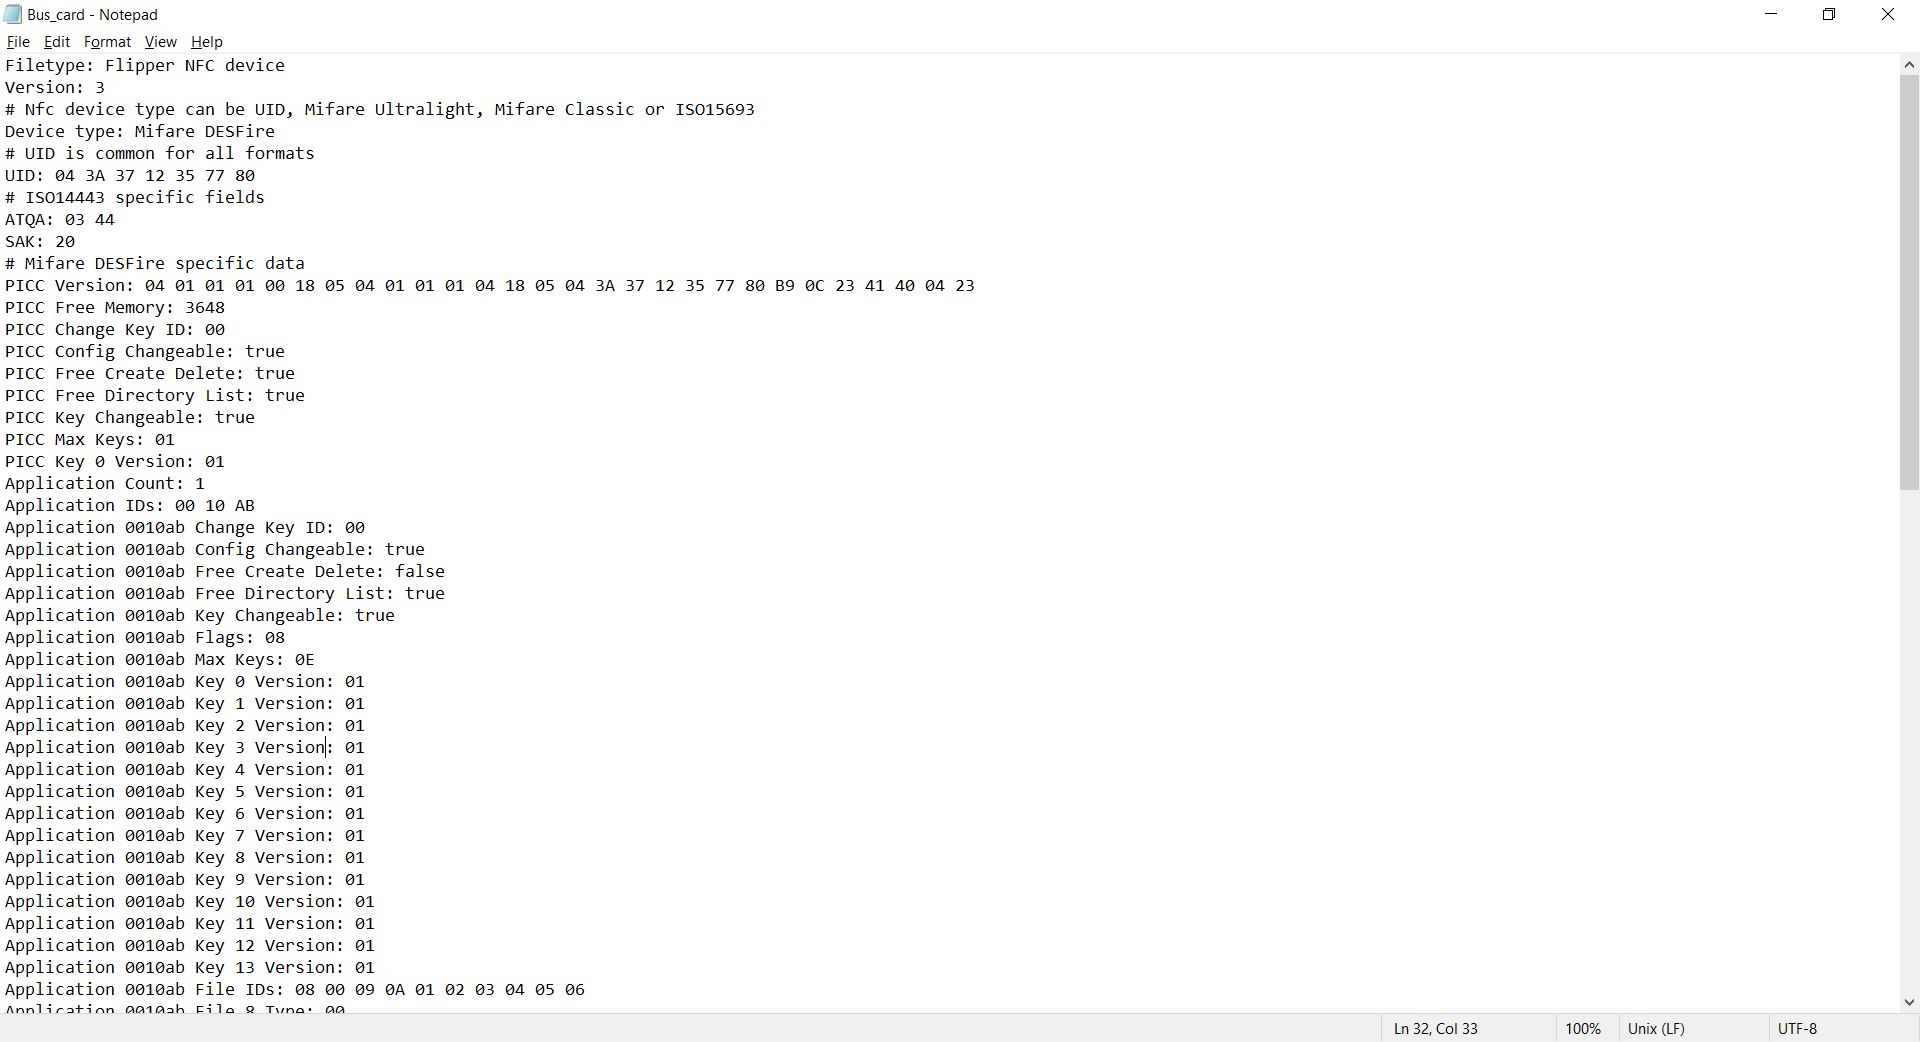 Bus_card - Notepad
File Edit Format View Help
Filetype: Flipper NFC device
Version: 3
# Nfc device type can be UID, Mifare Ultralight, Mifare Classic or ISO15693
Device type: Mifare DESFire
# UID is common for all formats
UID: 04 3A 37 12 35 77 80
# ISO14443 specific fields
ATQA: 03 44
SAK: 20
# Mifare DESFire specific data
PICC Version: 04 01 01 01 00 18 05 04 01 01 01 04 18 05 04 3A 37 12 35 77 80 B9 0C 23 41 40 04 23
PICC Free Memory: 3648
PICC Change Key ID: 00
PICC Config Changeable: true
PICC Free Create Delete: true
PICC Free Directory List: true
PICC Key Changeable: true
PICC Max Keys: 01
PICC Key 0 Version: 01
Application Count: 1
Application IDs: 00 10 AB
Application 0010ab Change Key ID: 00
Application 0010ab Config Changeable: true
Application 0010ab Free Create Delete: false
Application 0010ab Free Directory List: true
Application 0010ab Key Changeable: true
Application 0010ab Flags: 08
Application 0010ab Max Keys: 0E
Application 0010ab Key 0 Version: 01
Application 0010ab Key 1 Version: 01
Application 0010ab Key 2 Version: 01
Application 0010ab Key 3 Version: 01
Application 0010ab Key 4 Version: 01
Application 0010ab Key 5 Version: 01
Application 0010ab Key 6 Version: 01
Application 0010ab Key 7 Version: 01
Application 0010ab Key 8 Version: 01
Application 0010ab Key 9 Version: 01
Application 0010ab Key 10 Version: 01
Application 0010ab Key 11 Version: 01
Application 0010ab Key 12 Version: 01
Application 0010ab Key 13 Version: 01
Application 0010ab File IDs: 08 00 09 0A 01 02 03 04 05 06
Application 0010ab File 8 Type: 00
Ln 32, Col 33 100% Unix (LF) UTF-8